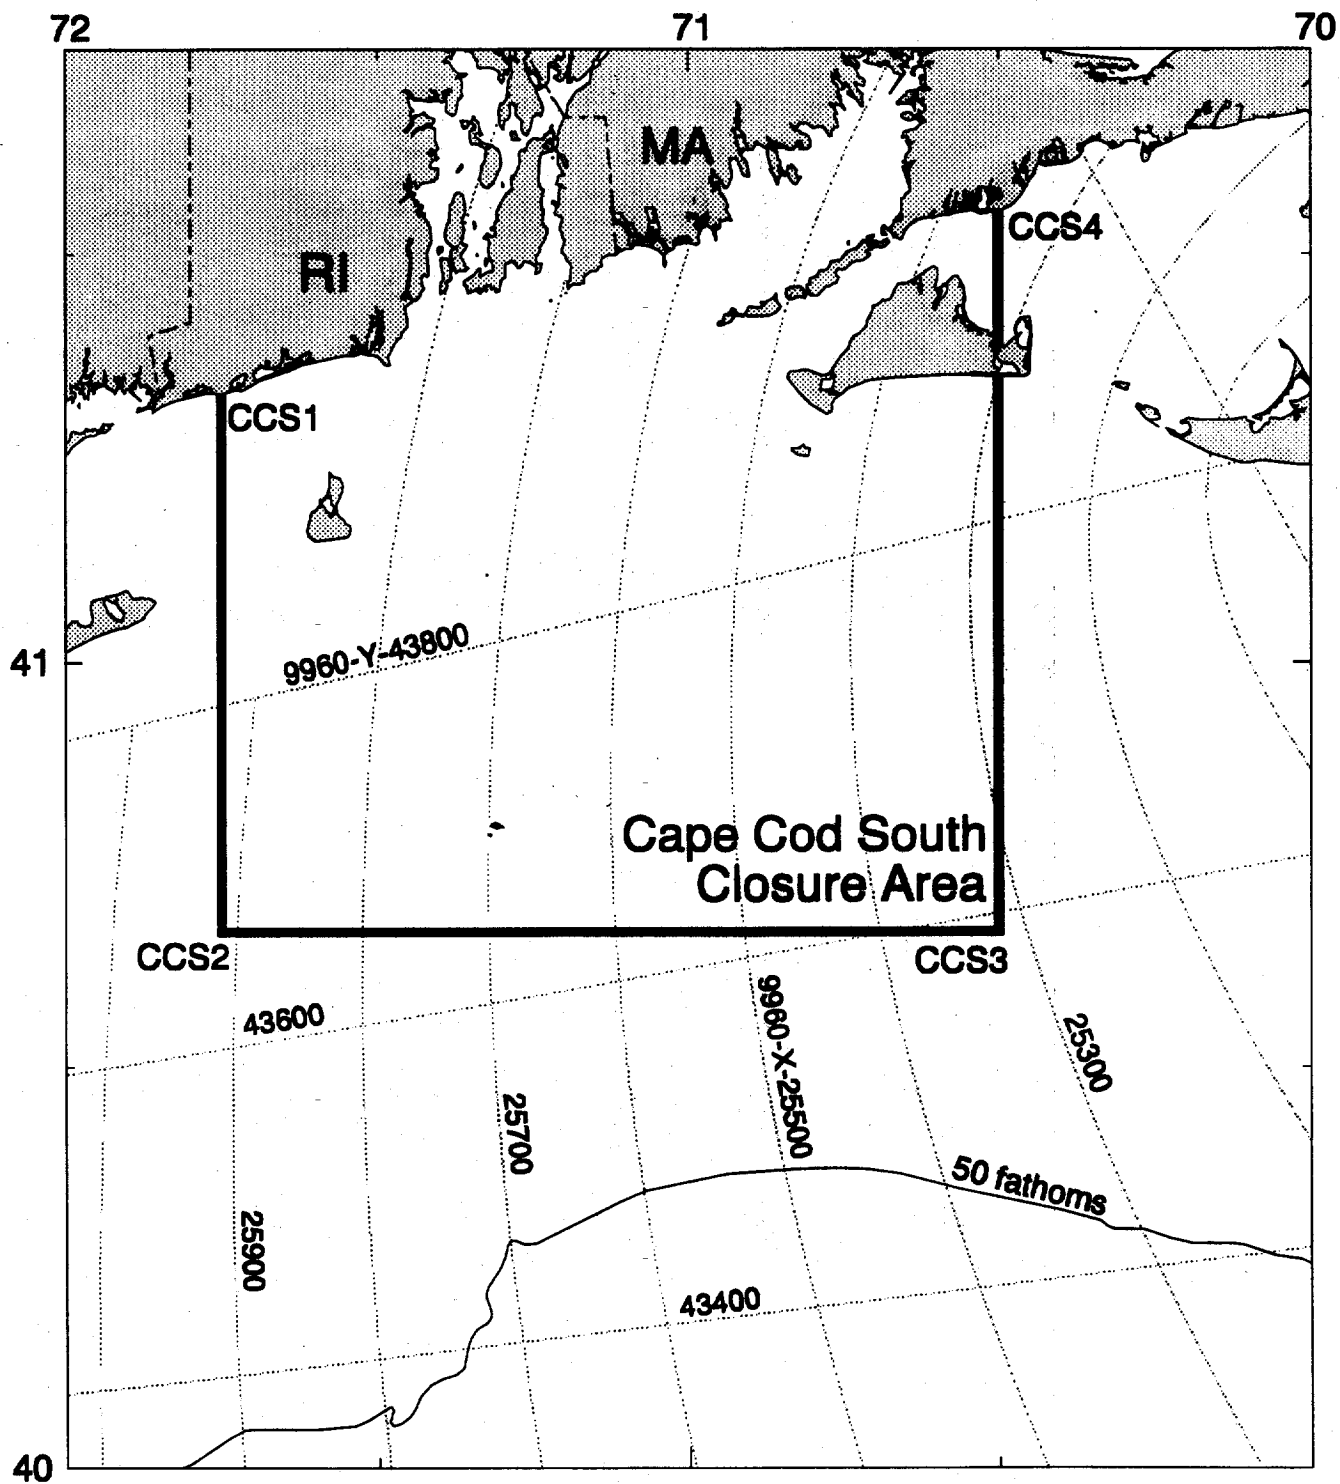 72
71
70
MA
RI
CCS4
CCS1
41
9960-Y-43800
Cape Cod South
Closure Area
CCS2
CCS3
43600
9960-X-25500
25300
25700
50 fathoms
25900
43400
40